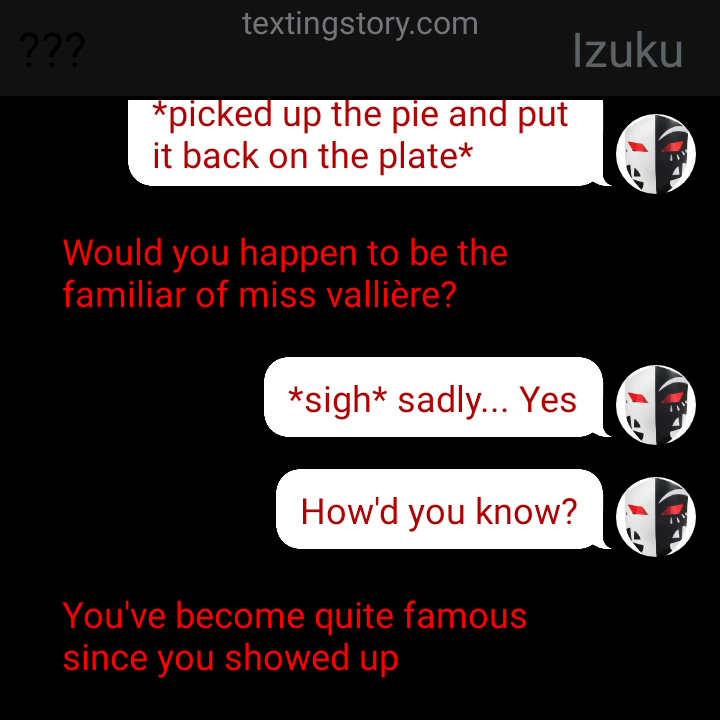 textingstory.com
???
Izuku
*picked up the pie and put
it back on the plate*
Would you happen to be the
familiar of miss vallière?
*sigh* sadly... Yes
How'd you know?
You've become quite famous
since you showed up